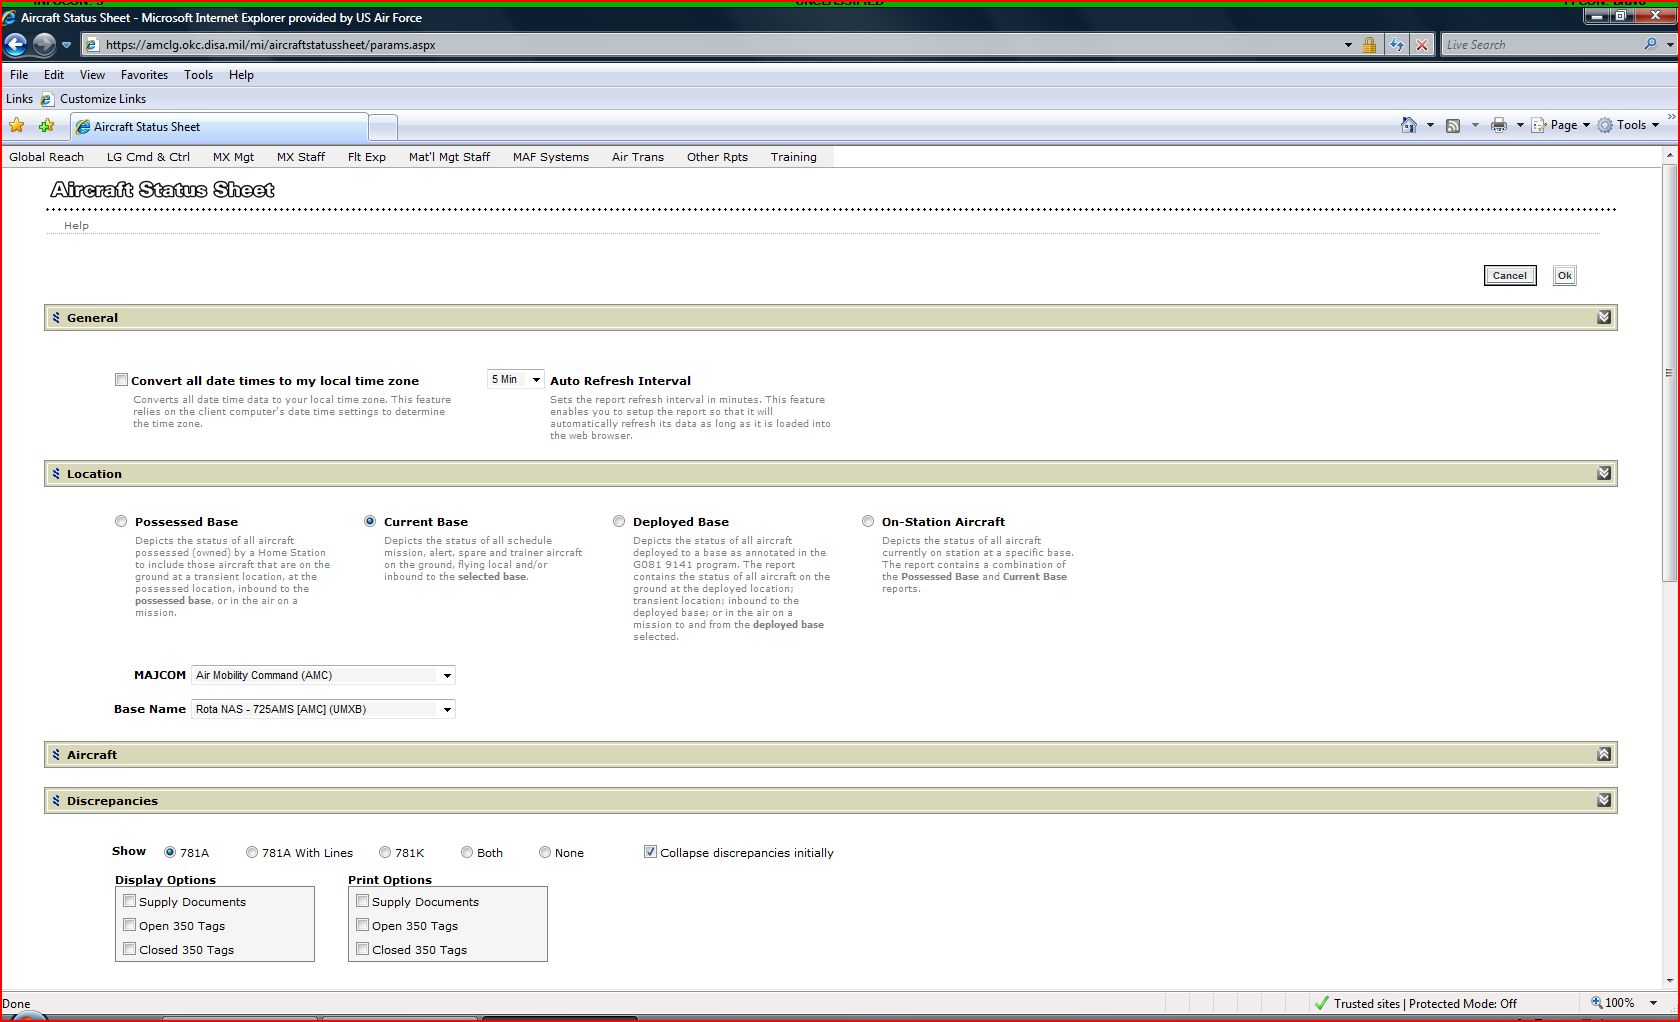 UNCLASSIFIED
Aircraft Status Sheet - Microsoft Internet Explorer provided by US Air Force
https://amclg.okc.disa.mil/mi/aircraftstatussheet/params.aspx
Live Search
File Edit View Favorites Tools Help
Links Customize Links
Aircraft Status Sheet
Page Tools
Global Reach LG Cmd & Ctrl MX Mgt MX Staff Flt Exp Mat'l Mgt Staff MAF Systems Air Trans Other Rpts Training
Aircraft Status Sheet
Help
Cancel Ok
General
Convert all date times to my local time zone
Converts all date time data to your local time zone. This feature
relies on the client computer's date time settings to determine
the time zone.
5 Min Auto Refresh Interval
Sets the report refresh interval in minutes. This feature
enables you to setup the report so that it will
automatically refresh its data as long as it is loaded into
the web browser.
Location
Possessed Base
Depicts the status of all aircraft
possessed (owned) by a Home Station
to include those aircraft that are on the
ground at a transient location, at the
possessed location, inbound to the
possessed base, or in the air on a
mission.
Current Base
Depicts the status of all schedule
mission, alert, spare and trainer aircraft
on the ground, flying local and/or
inbound to the selected base.
Deployed Base
Depicts the status of all aircraft
deployed to a base as annotated in the
G081 9141 program. The report
contains the status of all aircraft on the
ground at the deployed location;
transient location; inbound to the
deployed base; or in the air on a
mission to and from the deployed base
selected.
On-Station Aircraft
Depicts the status of all aircraft
currently on station at a specific base.
The report contains a combination of
the Possessed Base and Current Base
reports.
MAJCOM Air Mobility Command (AMC)
Base Name Rota NAS - 725AMS [AMC] (UMXB)
Aircraft
Discrepancies
Show 781A 781A With Lines 781K Both None Collapse discrepancies initially
Display Options
Supply Documents
Open 350 Tags
Closed 350 Tags
Print Options
Supply Documents
Open 350 Tags
Closed 350 Tags
Done Trusted sites | Protected Mode: Off 100%